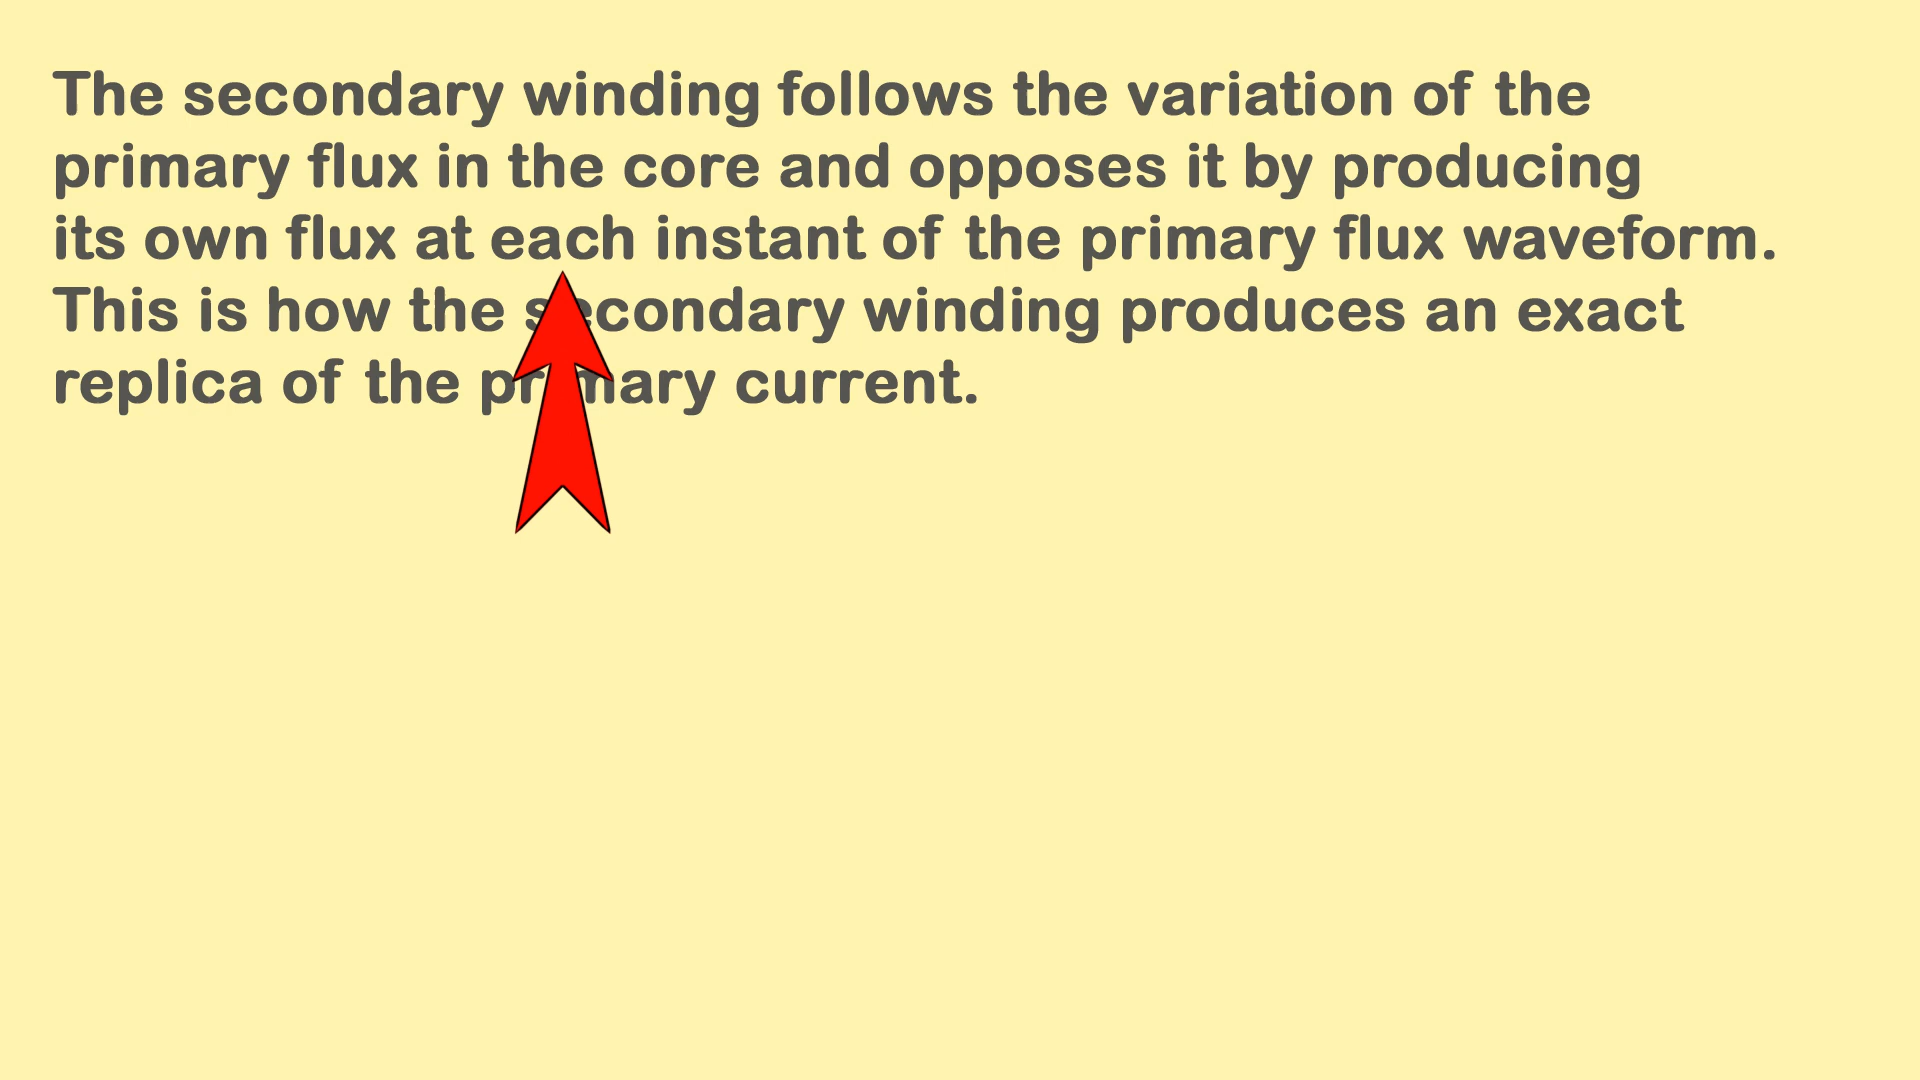 The secondary winding follows the variation of the
primary flux in the core and opposes it by producing
its own flux at each instant of the primary flux waveform.
This is how the secondary winding produces an exact
replica of the primary current.